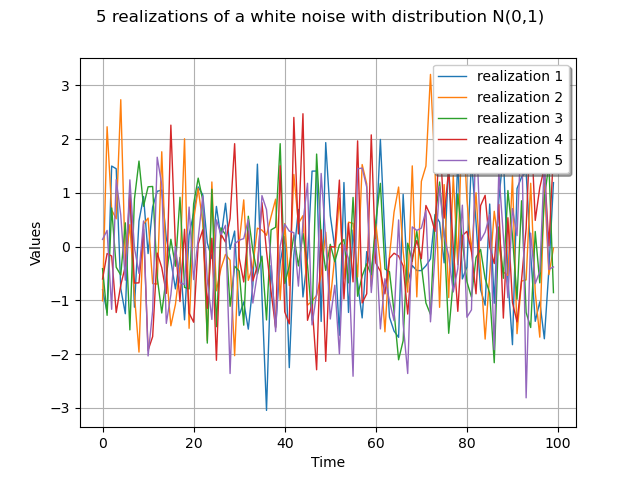 5 realizations of a white noise with distribution N(0,1)
realization 1
realization 2
realization 3
realization 4
realization 5
3
2
1
0
−1
−2
−3
Values
0 20 40 60 80 100
Time